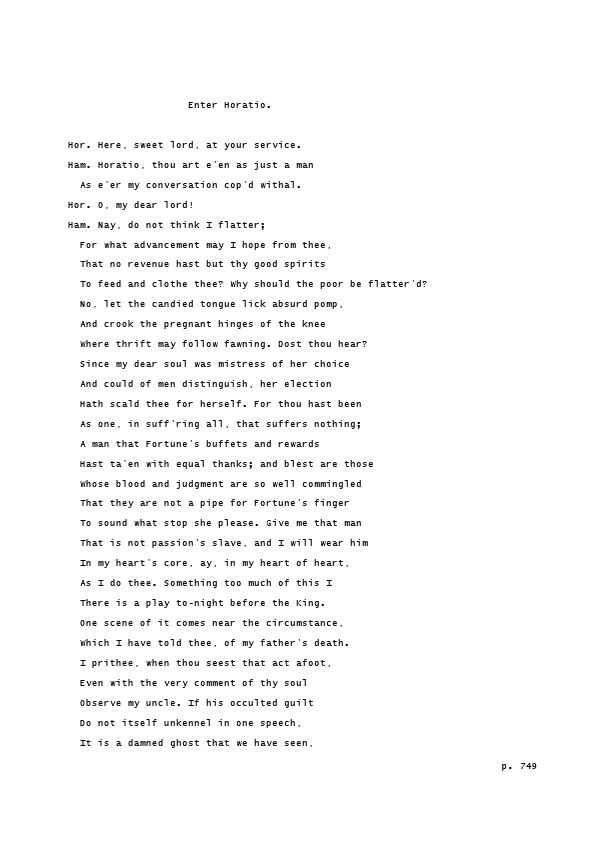 Enter Horatio.
Hor. Here, sweet lord, at your service.
Ham. Horatio, thou art e'en as just a man
As e'er my conversation cop'd withal.
Hor. O, my dear lord!
Ham. Nay, do not think I flatter;
For what advancement may I hope from thee,
That no revenue hast but thy good spirits
To feed and clothe thee? Why should the poor be flatter'd?
No, let the candied tongue lick absurd pomp,
And crook the pregnant hinges of the knee
Where thrift may follow fawning. Dost thou hear?
Since my dear soul was mistress of her choice
And could of men distinguish, her election
Hath scald thee for herself. For thou hast been
As one, in suff'ring all, that suffers nothing;
A man that Fortune's buffets and rewards
Hast ta'en with equal thanks; and blest are those
Whose blood and judgment are so well commingled
That they are not a pipe for Fortune's finger
To sound what stop she please. Give me that man
That is not passion's slave, and I will wear him
In my heart's core, ay, in my heart of heart,
As I do thee. Something too much of this I
There is a play to-night before the King.
One scene of it comes near the circumstance,
Which I have told thee, of my father's death.
I prithee, when thou seest that act afoot,
Even with the very comment of thy soul
Observe my uncle. If his occulted guilt
Do not itself unkennel in one speech,
It is a damned ghost that we have seen,
p. 749